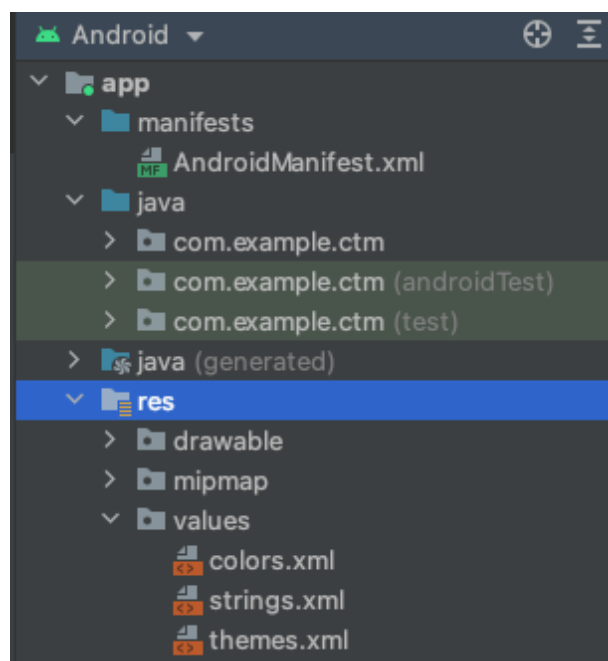 Android
app
manifests
MF AndroidManifest.xml
java
com.example.ctm
com.example.ctm (androidTest)
com.example.ctm (test)
java (generated)
res
drawable
mipmap
values
colors.xml
strings.xml
themes.xml